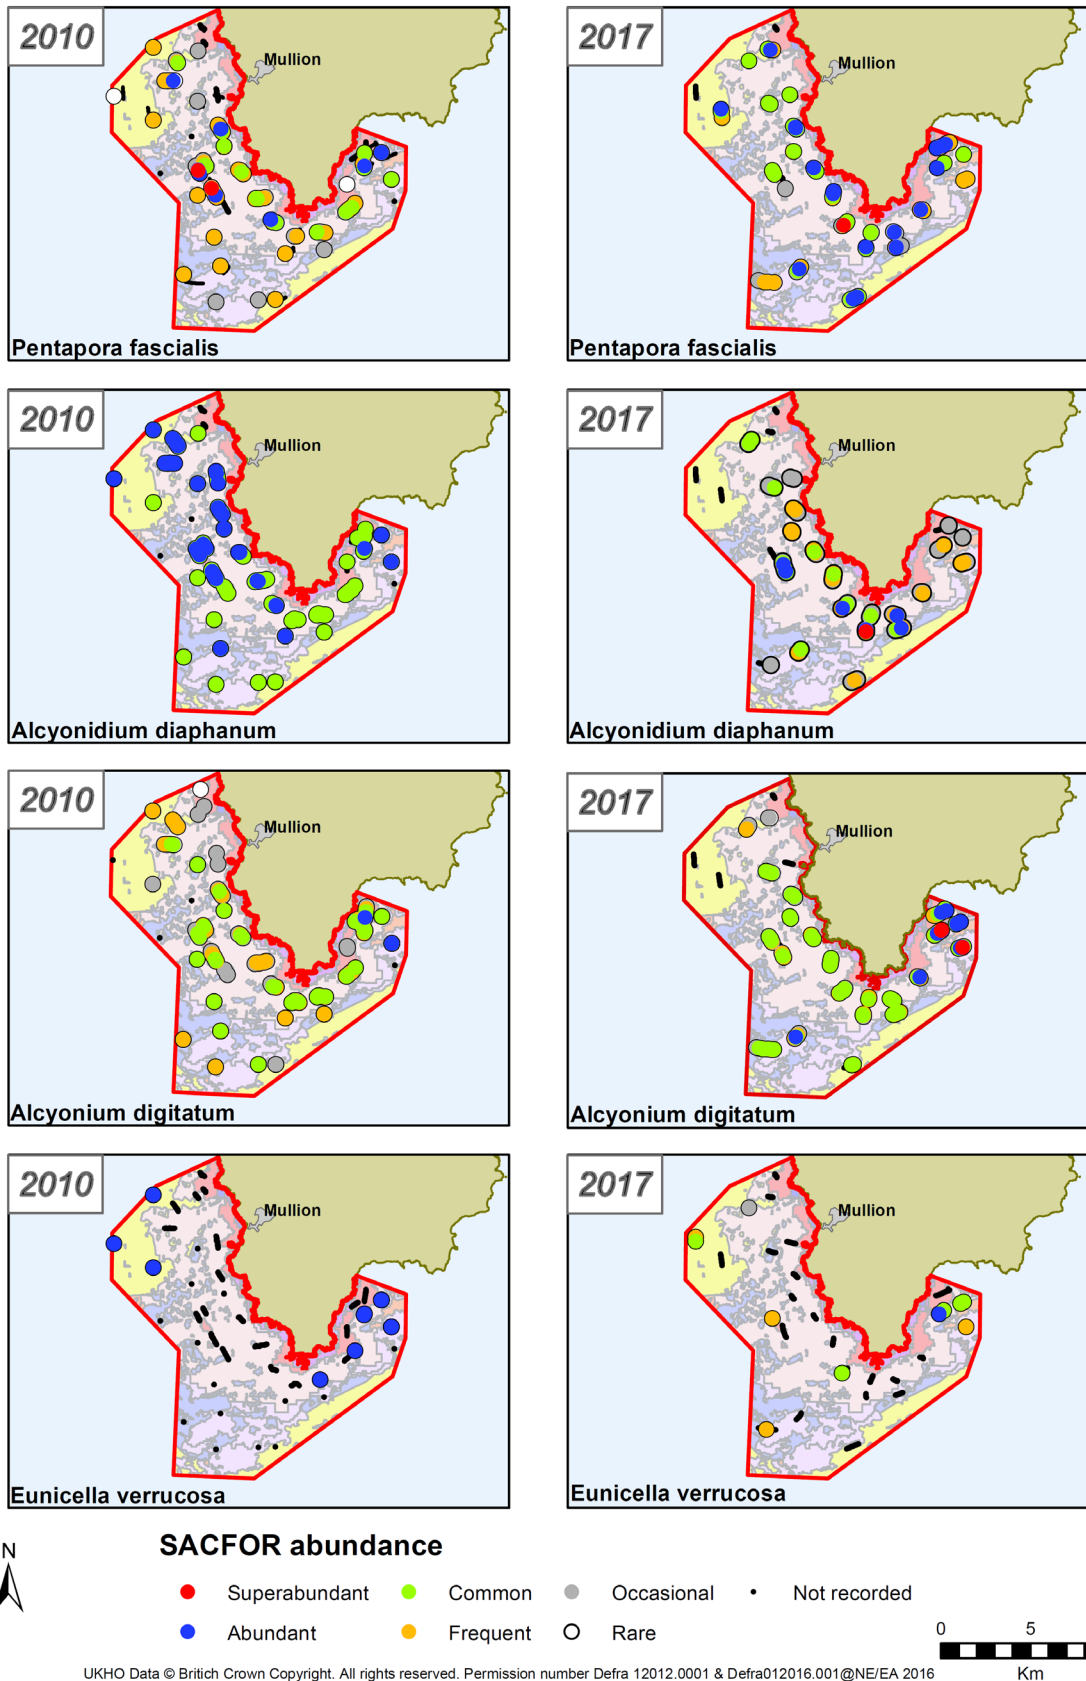 2010
Mullion
Pentapora fascialis
2017
Mullion
Pentapora fascialis
2010
Mullion
Alcyonidium diaphanum
2017
Mullion
Alcyonidium diaphanum
2010
Mullion
Alcyonium digitatum
2017
Mullion
Alcyonium digitatum
2010
Mullion
Eunicella verrucosa
2017
Mullion
Eunicella verrucosa
N
SACFOR abundance
Superabundant
Common
Occasional
Not recorded
Abundant
Frequent
Rare
0 5
Km
UKHO Data © Britich Crown Copyright. All rights reserved. Permission number Defra 12012.0001 & Defra012016.001@NE/EA 2016